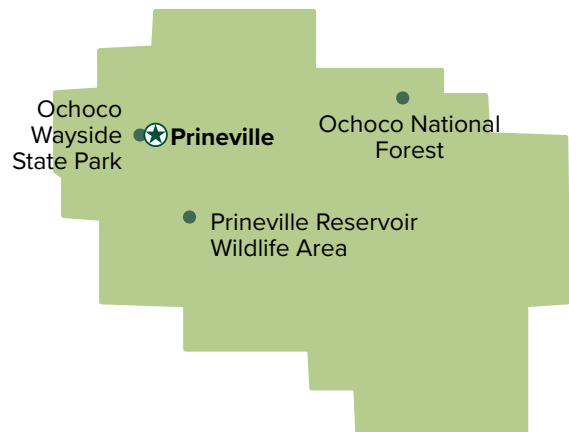 Ochoco
Wayside
State Park
Prineville
Ochoco National
Forest
Prineville Reservoir
Wildlife Area